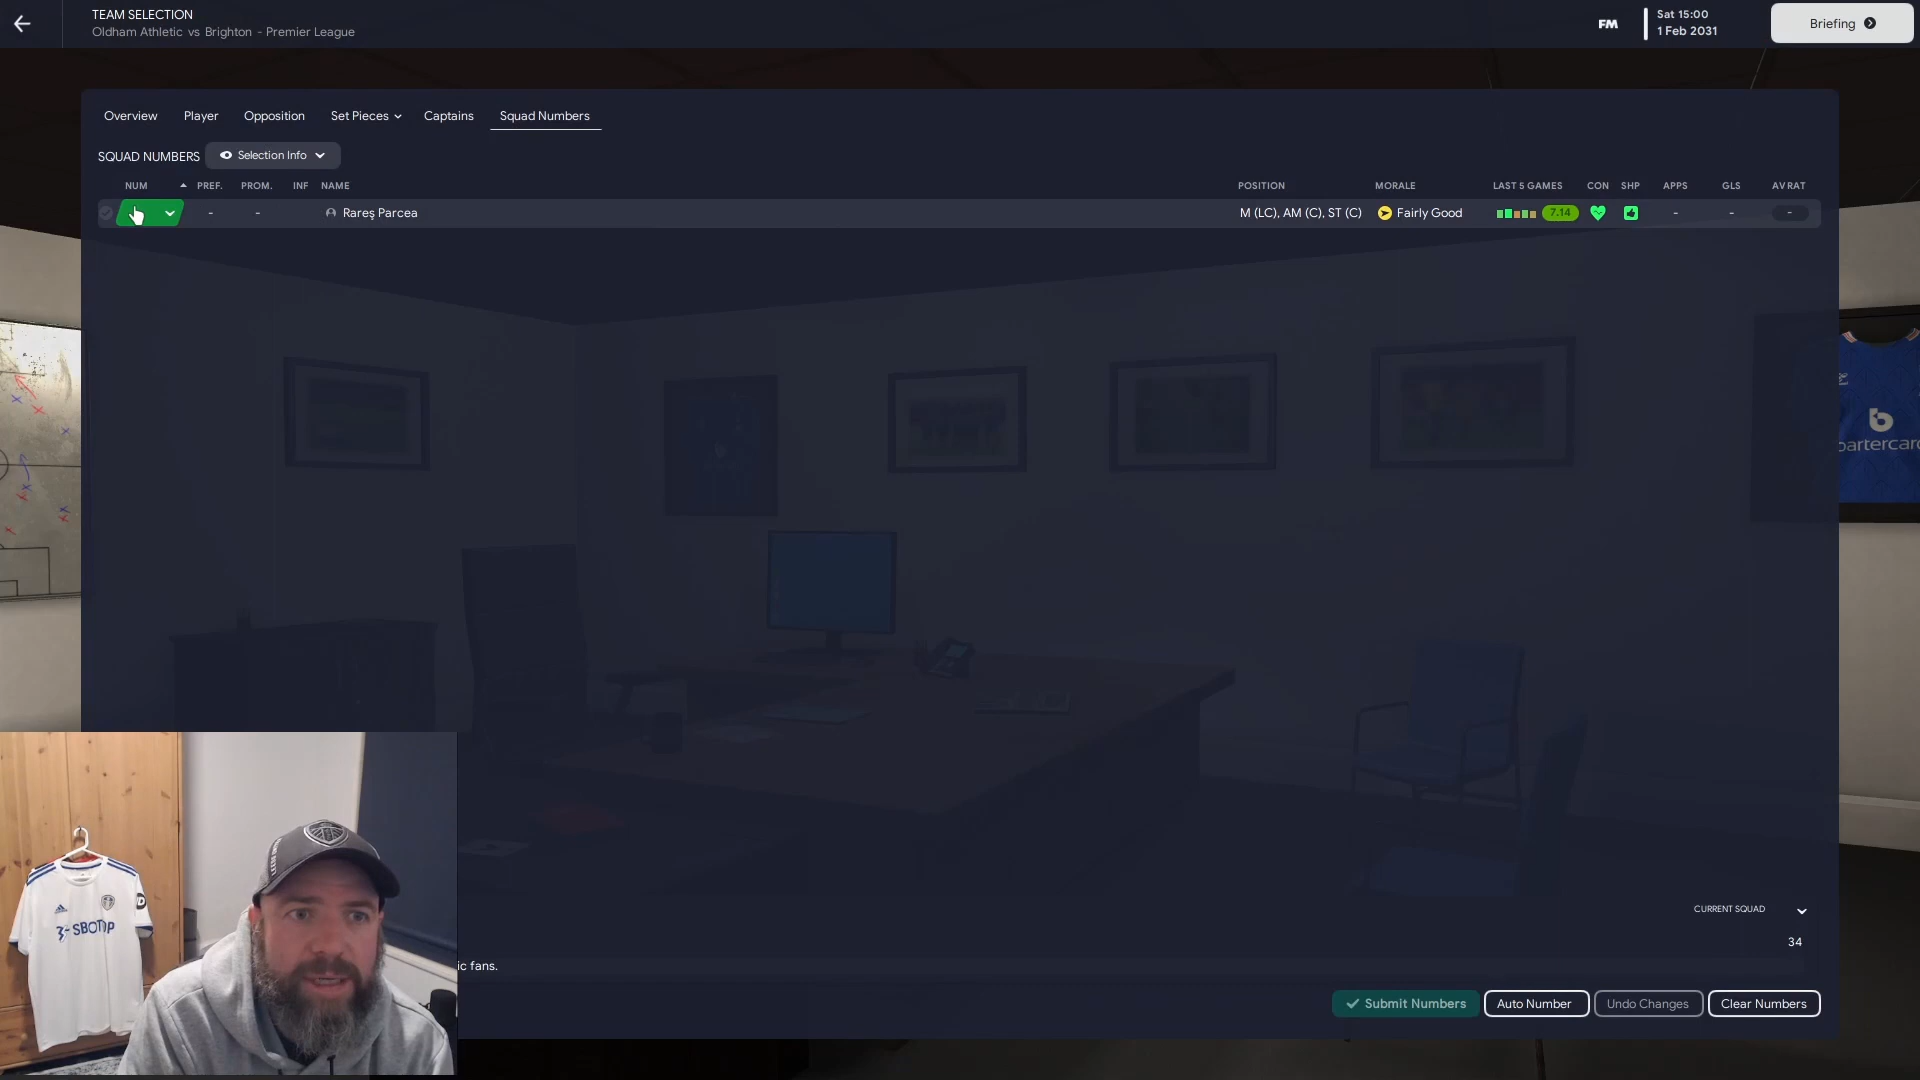 TEAM SELECTION
Oldham Athletic vs Brighton - Premier League
FM
Sat 15:00
1 Feb 2031
Briefing
Overview
Player
Opposition
Set Pieces
Captains
Squad Numbers
SQUAD NUMBERS
Selection Info
NUM PREF. PROM. INF NAME POSITION MORALE LAST 5 GAMES CON SHP APPS GLS AV RAT
- - Rareş Parcea M (LC), AM (C), ST (C) Fairly Good 7.14 - - -
partercard
CURRENT SQUAD
34
ic fans.
SBOTOP
Submit Numbers
Auto Number
Undo Changes
Clear Numbers